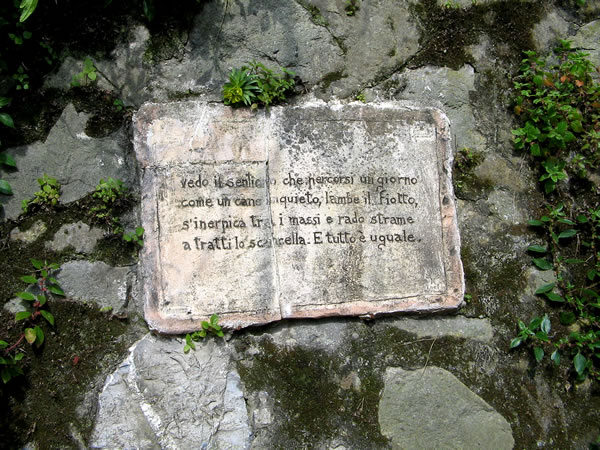 vedo il sentiero che percorsi un giorno
come un cane inquieto, lambe il fiotto,
s'inerpica tra i massi e rado strame
a tratti lo scancella. E tutto è uguale.